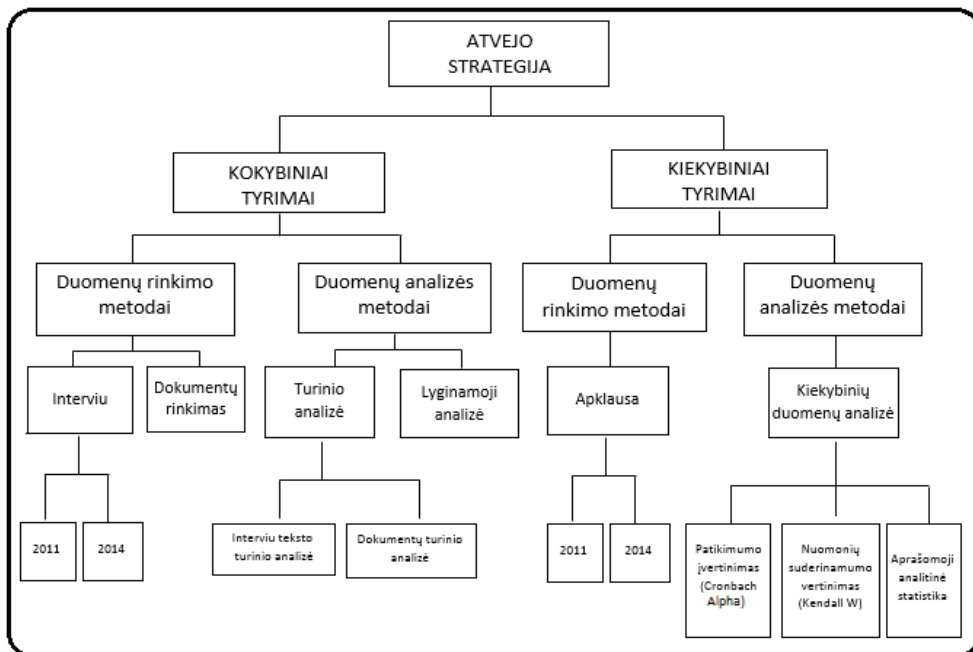 ATVEJO
STRATEGIJA
KOKYBINIAI
TYRIMAI
KIEKYBINIAI
TYRIMAI
Duomenų rinkimo
metodai
Duomenų analizės
metodai
Duomenų
rinkimo metodai
Duomenų
analizės metodai
Interviu
Dokumentų
rinkimas
Turinio
analizė
Lyginamoji
analizė
Apklausa
Kiekybinių
duomenų analizė
2011
2014
Interviu teksto
turinio analizė
Dokumentų turinio
analizė
2011
2014
Patikimumo
įvertinimas
(Cronbach
Alpha)
Nuomonių
suderinamumo
vertinimas
(Kendall W)
Aprašomoji
analitinė
statistika